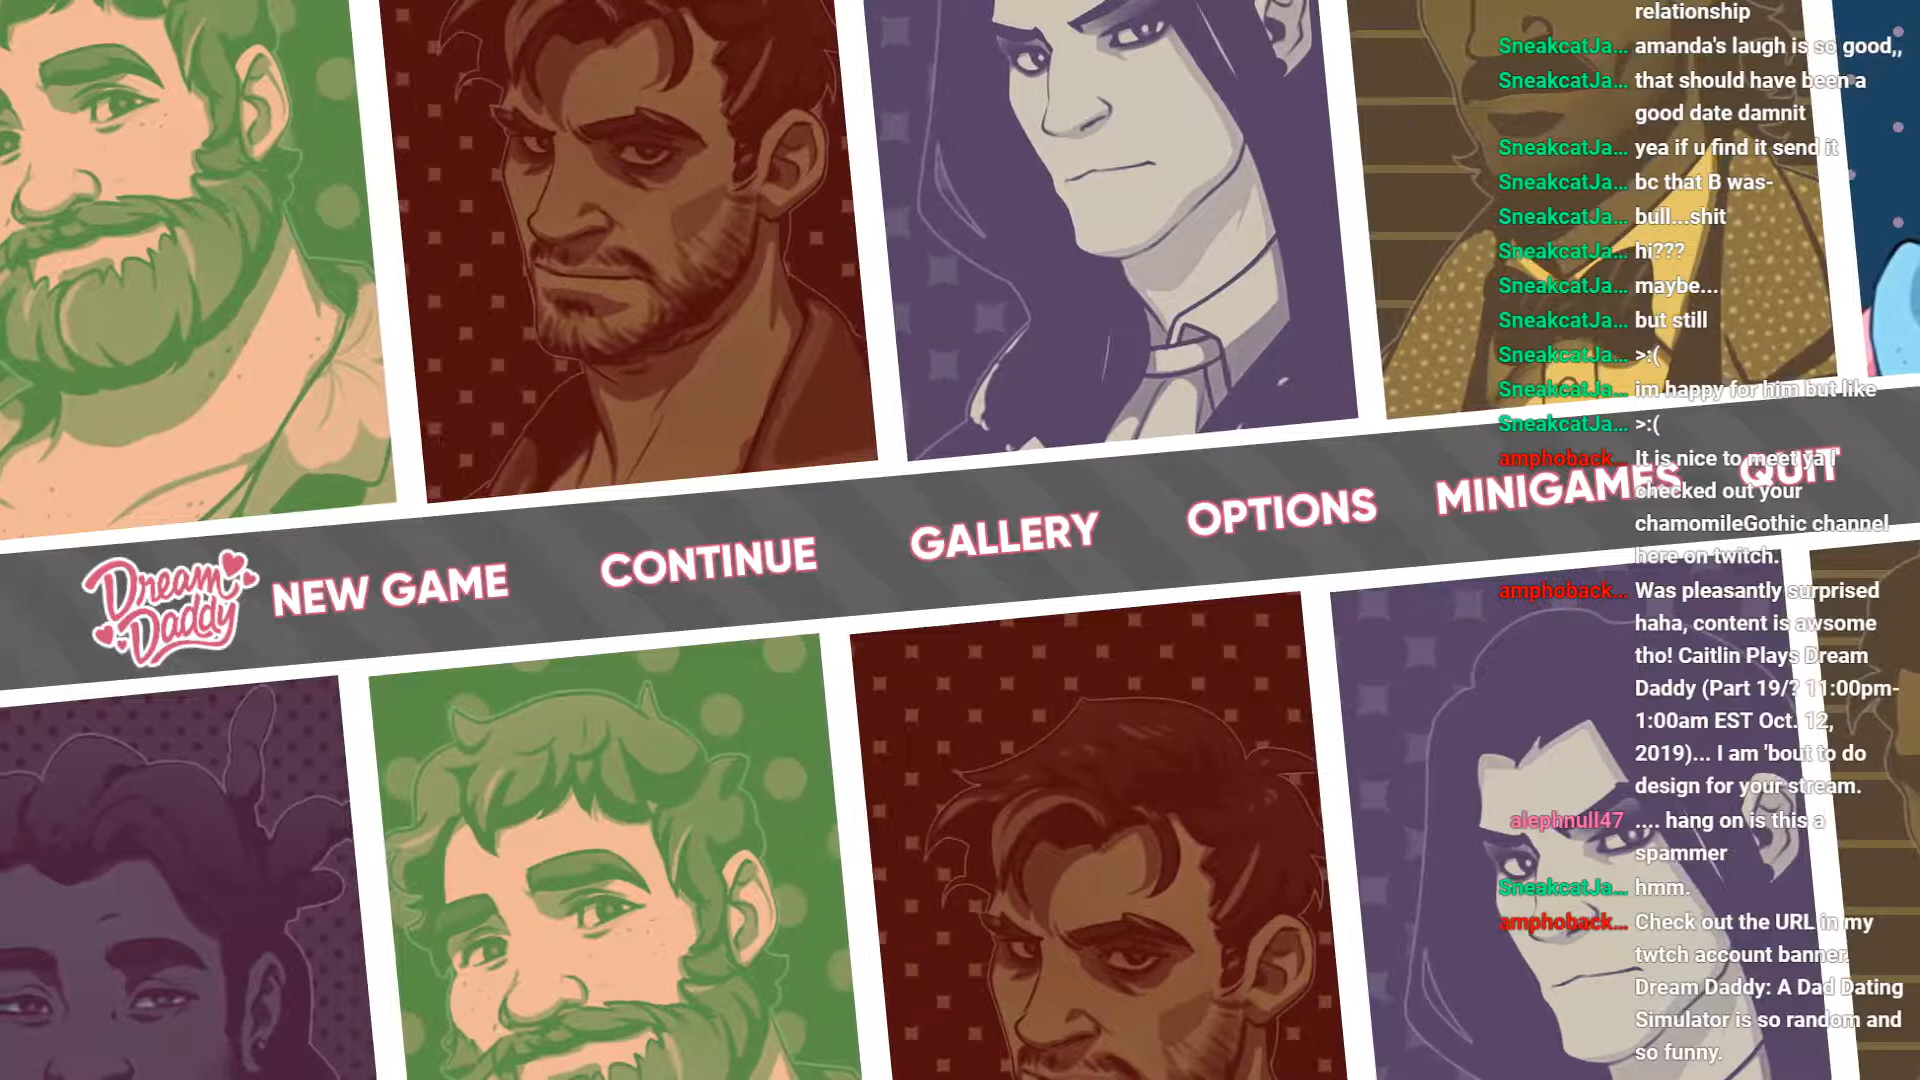 relationship
SneakcatJa... amanda's laugh is so good,,
SneakcatJa... that should have been a
good date damnit
SneakcatJa... yea if u find it send it
SneakcatJa... bc that B was-
SneakcatJa... bull...shit
SneakcatJa... hi???
SneakcatJa... maybe...
SneakcatJa... but still
SneakcatJa... >:(
SneakcatJa... im happy for him but like
SneakcatJa... >:(
amphoback... It is nice to meet ya I
checked out your
chamomileGothic channel
here on twitch.
amphoback... Was pleasantly surprised
haha, content is awsome
tho! Caitlin Plays Dream
Daddy (Part 19/? 11:00pm-
1:00am EST Oct. 12,
2019)... I am 'bout to do
design for your stream.
alephnull47 .... hang on is this a
spammer
SneakcatJa... hmm.
amphoback... Check out the URL in my
twtch account banner.
Dream Daddy: A Dad Dating
Simulator is so random and
so funny.
Dream
Daddy
NEW GAME
CONTINUE
GALLERY
OPTIONS
MINIGAMES
QUIT